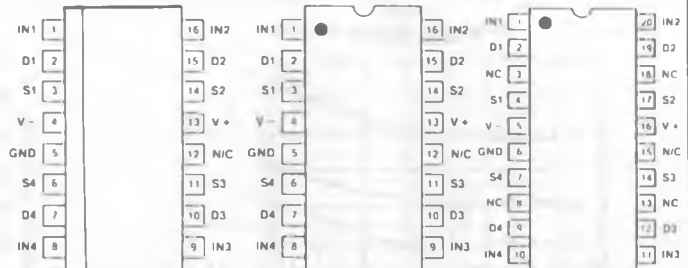 IN1 1 16 IN2
D1 2 15 D2
S1 3 14 S2
V - 4 13 V +
GND 5 12 N/C
S4 6 11 S3
D4 7 10 D3
IN4 8 9 IN3
IN1 1 16 IN2
D1 2 15 D2
S1 3 14 S2
V - 4 13 V +
GND 5 12 N/C
S4 6 11 S3
D4 7 10 D3
IN4 8 9 IN3
IN1 1 20 IN2
D1 2 19 D2
NC 3 18 NC
S1 4 17 S2
V - 5 16 V +
GND 6 15 N/C
S4 7 14 S3
NC 8 13 NC
D4 9 12 D3
IN4 10 11 IN3